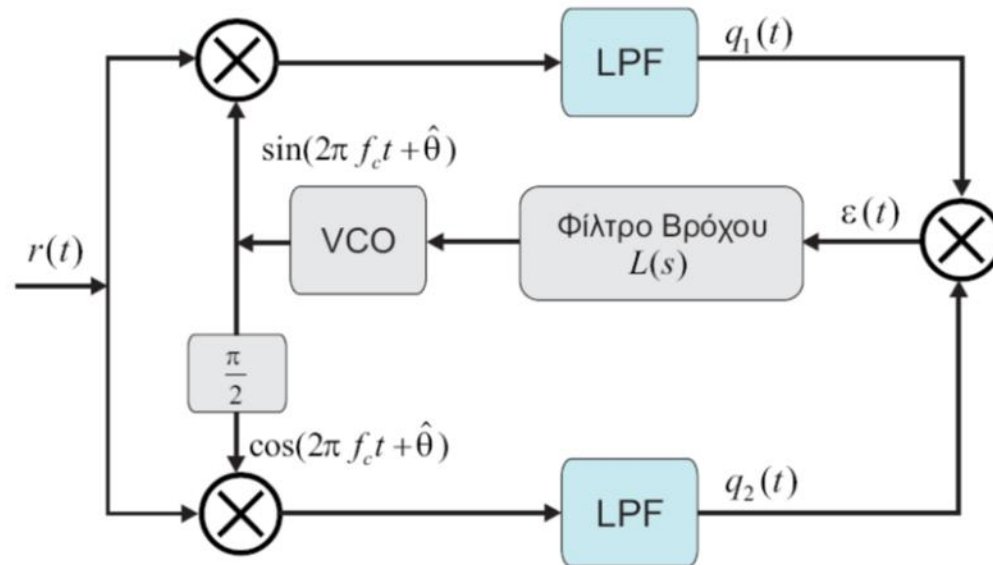 LPF
q₁(t)
sin(2π f_c t + θ̂)
r(t)
VCO
Φίλτρο Βρόχου
L(s)
ε(t)
π
2
cos(2π f_c t + θ̂)
LPF
q₂(t)